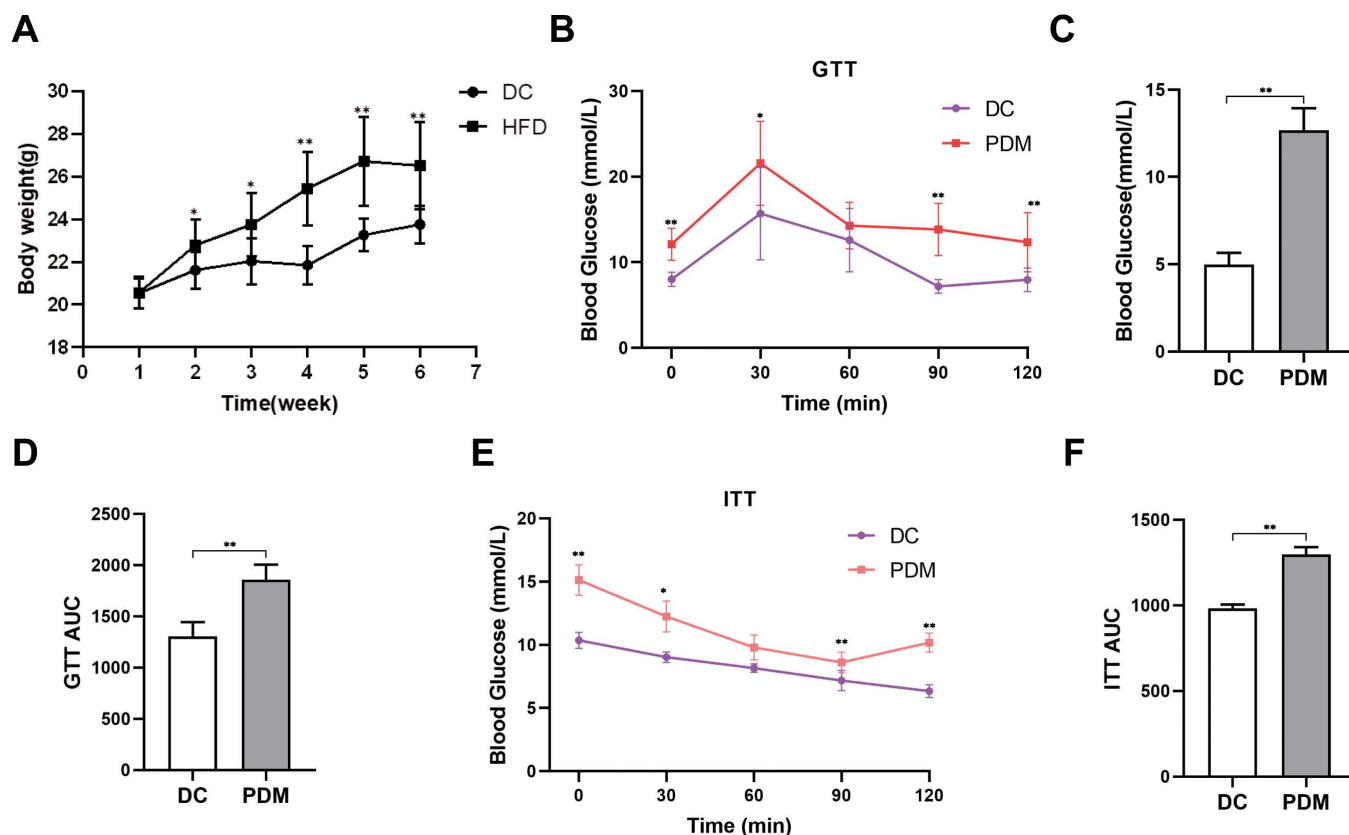 A
30
28
26
24
22
20
18
0 1 2 3 4 5 6 7
Body weight(g)
Time(week)
DC
HFD
* * ** ** **
B
GTT
30
20
10
0
0 30 60 90 120
Blood Glucose (mmol/L)
Time (min)
DC
PDM
** * ** **
C
15
10
5
0
Blood Glucose(mmol/L)
**
DC PDM
D
2500
2000
1500
1000
500
0
GTT AUC
**
DC PDM
E
ITT
20
15
10
5
0
0 30 60 90 120
Blood Glucose (mmol/L)
Time (min)
DC
PDM
** * ** **
F
1500
1000
500
0
ITT AUC
**
DC PDM